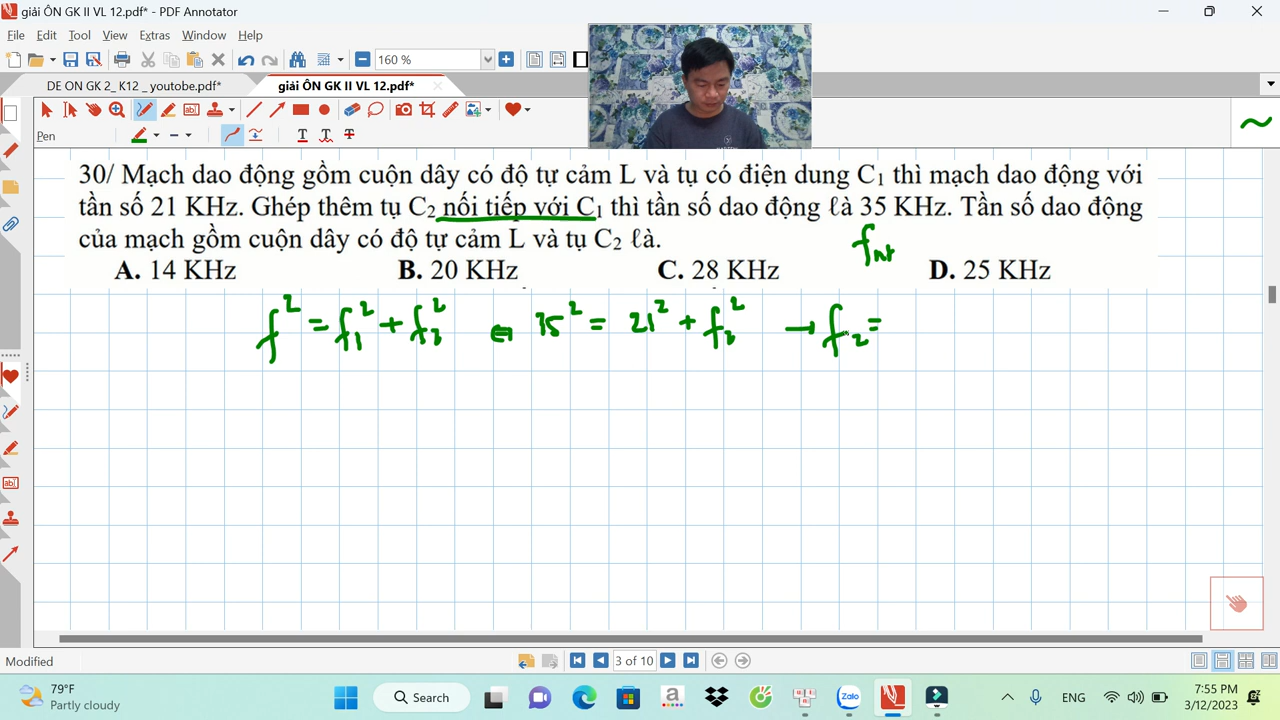 giải ÔN GK II VL 12.pdf* - PDF Annotator
File Edit Tool View Extras Window Help
160 %
DE ON GK 2_ K12 _ youtobe.pdf*
giải ÔN GK II VL 12.pdf*
Pen
30/ Mạch dao động gồm cuộn dây có độ tự cảm L và tụ có điện dung C₁ thì mạch dao động với
tần số 21 KHz. Ghép thêm tụ C₂ nối tiếp với C₁ thì tần số dao động ℓà 35 KHz. Tần số dao động
của mạch gồm cuộn dây có độ tự cảm L và tụ C₂ ℓà.
fnt
A. 14 KHz B. 20 KHz C. 28 KHz D. 25 KHz
f² = f₁² + f₂² ⇔ 35² = 21² + f₂² → f₂ =
Modified
3 of 10
79°F
Partly cloudy
Search
Zalo
ENG
7:55 PM
3/12/2023